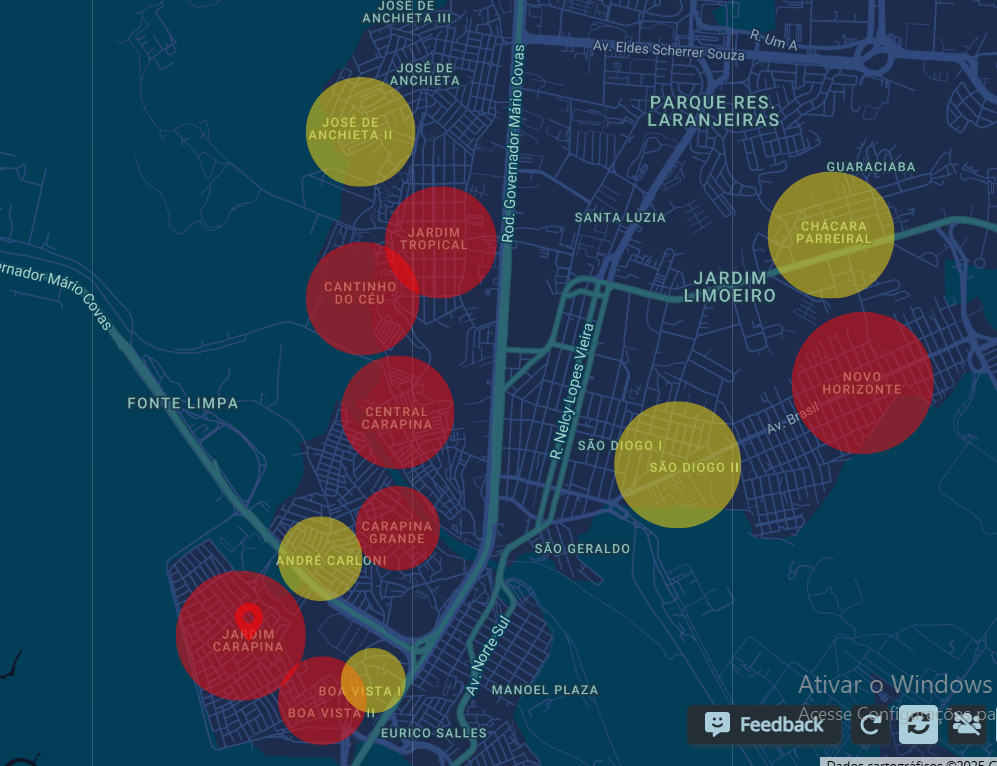 JOSÉ DE
ANCHIETA III
R. Um A
Av. Eldes Scherrer Souza
JOSÉ DE
ANCHIETA
PARQUE RES.
LARANJEIRAS
JOSÉ DE
ANCHIETA II
Rod. Governador Mário Covas
GUARACIABA
SANTA LUZIA
CHÁCARA
PARREIRAL
JARDIM
TROPICAL
ernador Mário Covas
CANTINHO
DO CÉU
JARDIM
LIMOEIRO
R. Nelcy Lopes Vieira
NOVO
HORIZONTE
FONTE LIMPA
CENTRAL
CARAPINA
Av. Brasil
SÃO DIOGO I
SÃO DIOGO II
CARAPINA
GRANDE
SÃO GERALDO
ANDRÉ CARLONI
JARDIM
CARAPINA
Av. Norte Sul
BOA VISTA I
MANOEL PLAZA
BOA VISTA II
EURICO SALLES
Ativar o Windows
Acesse Configurações pa
Feedback
Dados cartográficos ©2025